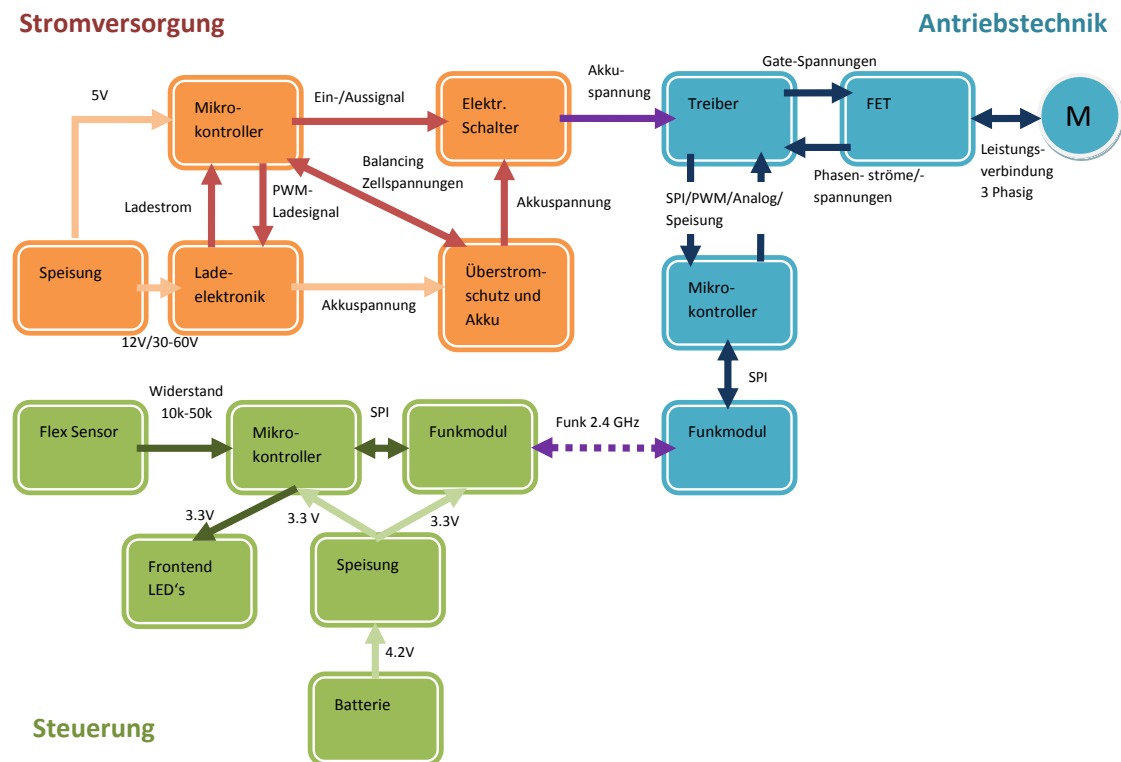 Stromversorgung
Antriebstechnik
5V
Mikro-
kontroller
Ein-/Aussignal
Elektr.
Schalter
Akku-
spannung
Treiber
Gate-Spannungen
FET
M
Leistungs-
verbindung
3 Phasig
Phasen- ströme/-
spannungen
Balancing
Zellspannungen
PWM-
Ladesignal
Ladestrom
Akkuspannung
SPI/PWM/Analog/
Speisung
Speisung
12V/30-60V
Lade-
elektronik
Akkuspannung
Überstrom-
schutz und
Akku
Mikro-
kontroller
SPI
Funkmodul
Flex Sensor
Widerstand
10k-50k
Mikro-
kontroller
SPI
Funkmodul
Funk 2.4 GHz
3.3V
3.3 V
3.3V
Frontend
LED‘s
Speisung
4.2V
Batterie
Steuerung